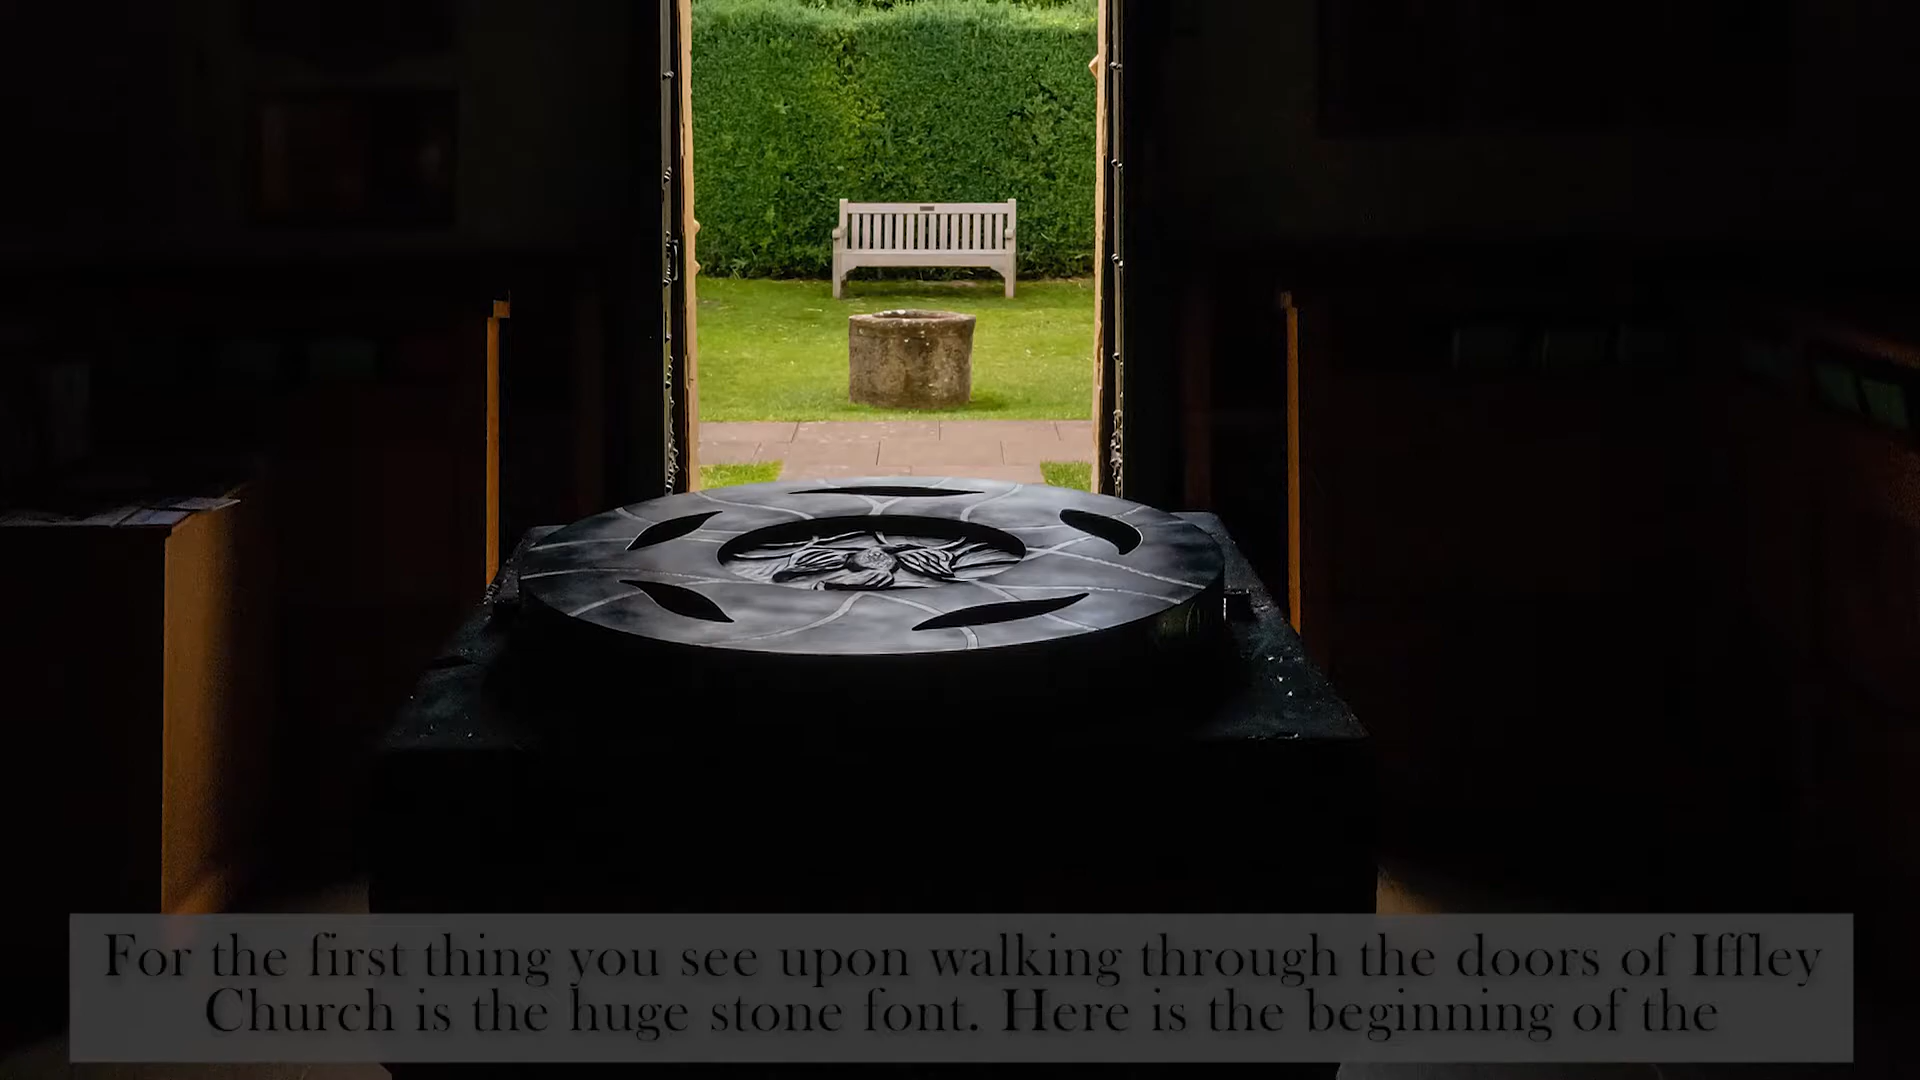 For the first thing you see upon walking through the doors of Iffley
Church is the huge stone font. Here is the beginning of the